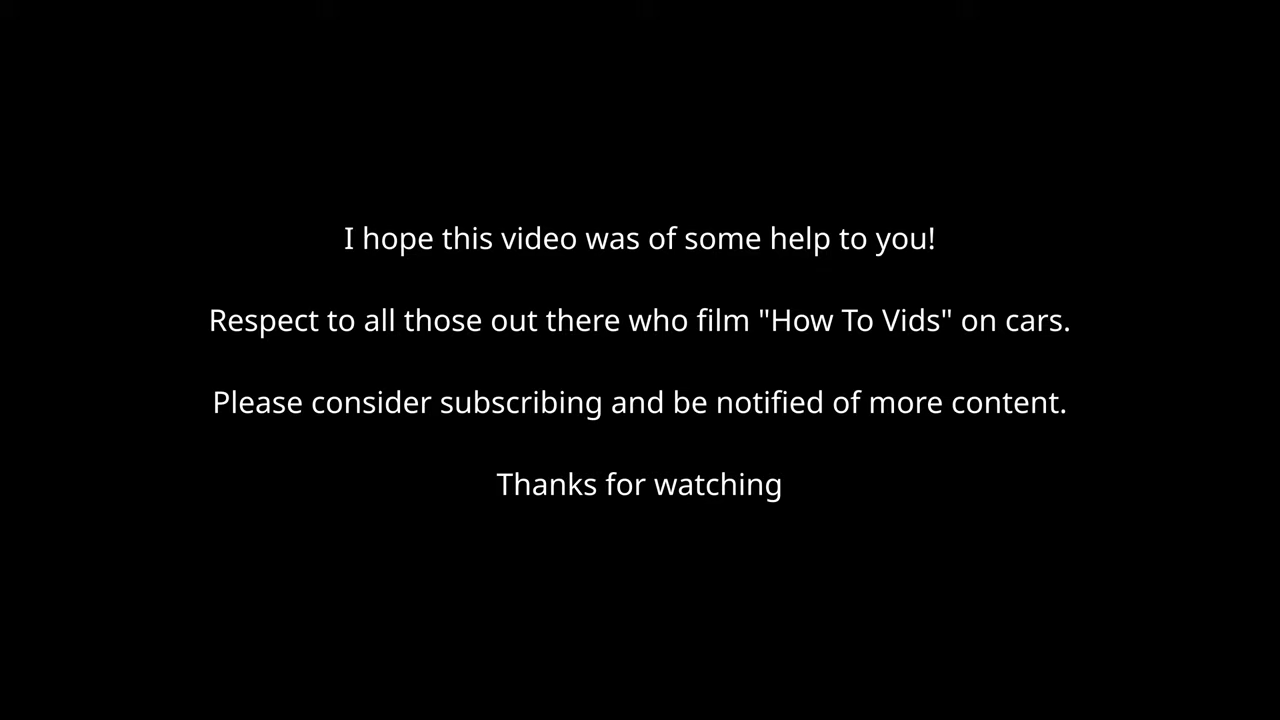 I hope this video was of some help to you!
Respect to all those out there who film "How To Vids" on cars.
Please consider subscribing and be notified of more content.
Thanks for watching